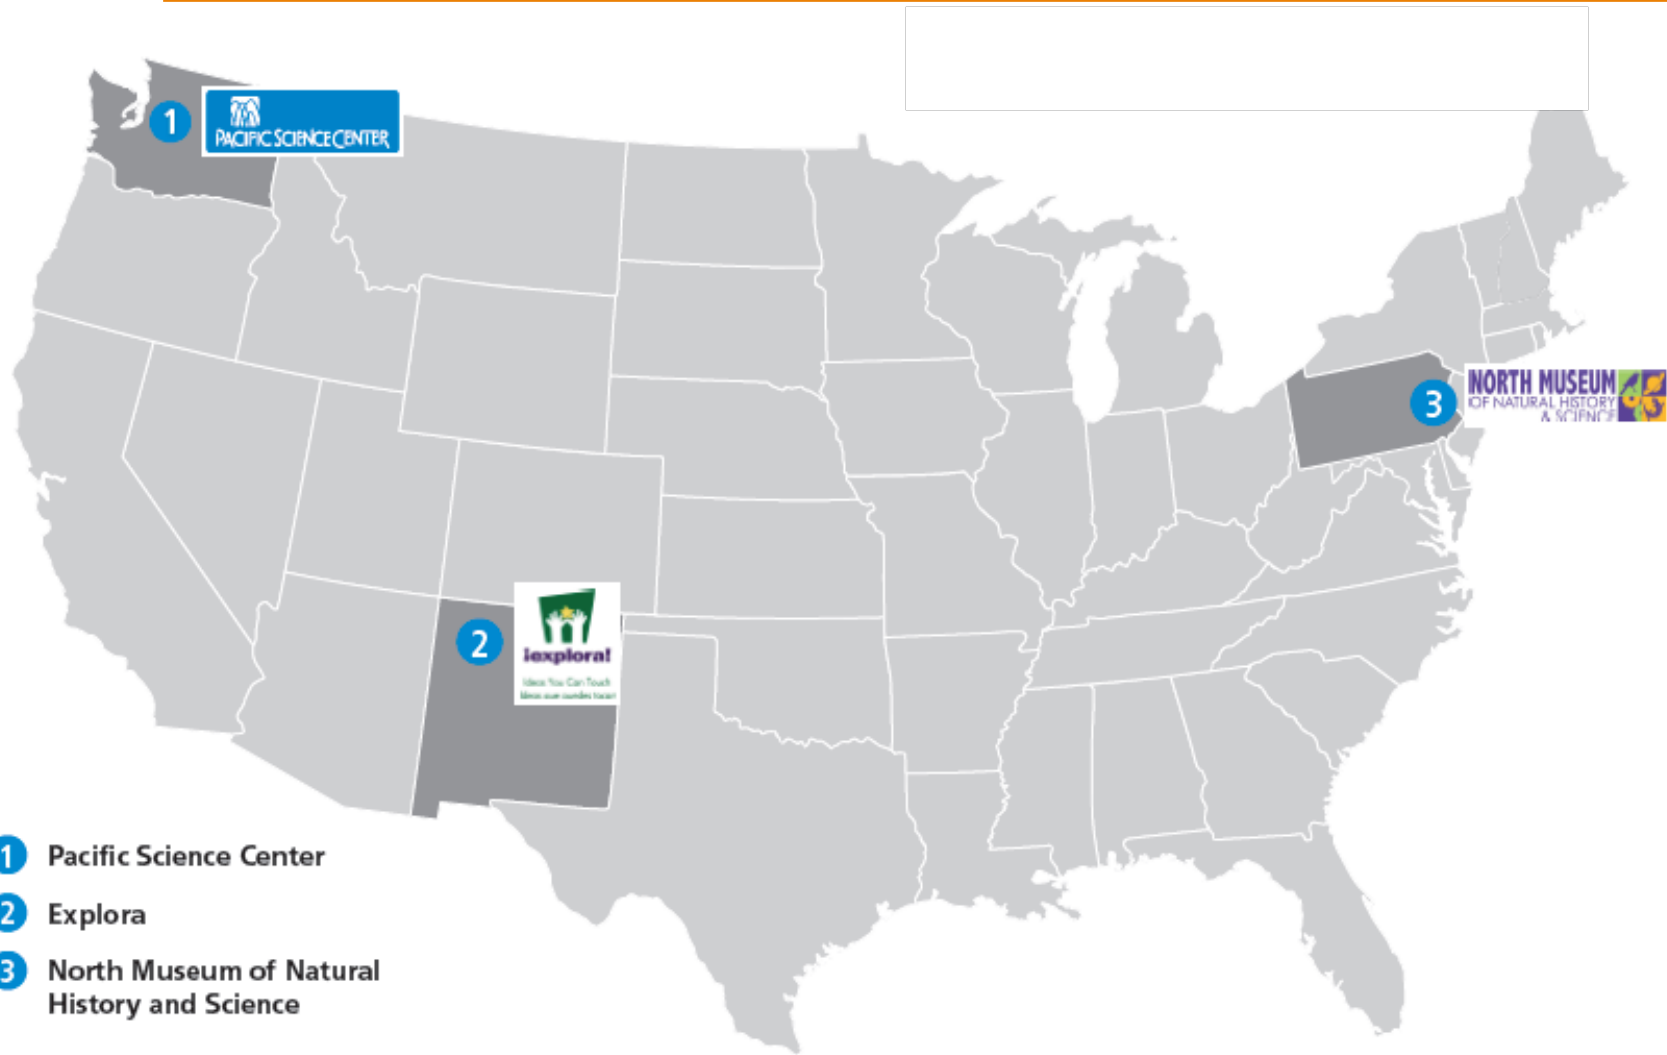 1
PACIFIC SCIENCE CENTER
3
NORTH MUSEUM
OF NATURAL HISTORY
& SCIENCE
2
¡explora!
Ideas You Can Touch
1 Pacific Science Center
2 Explora
3 North Museum of Natural
History and Science